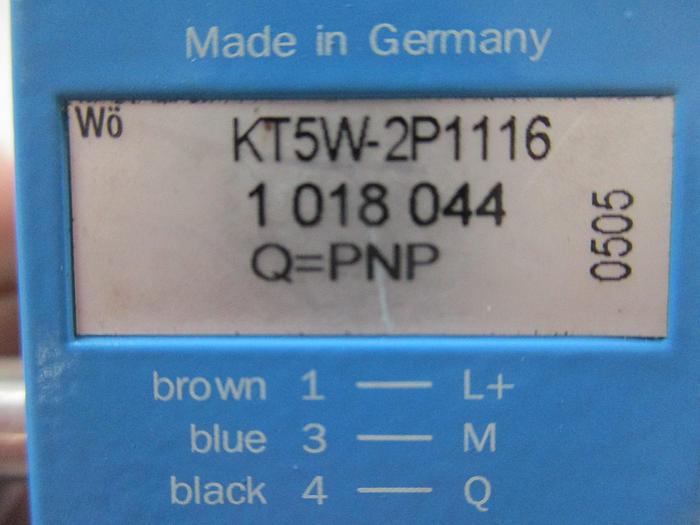 Made in Germany
Wö
KT5W-2P1116
1 018 044
Q=PNP
0505
brown 1 — L+
blue 3 — M
black 4 — Q